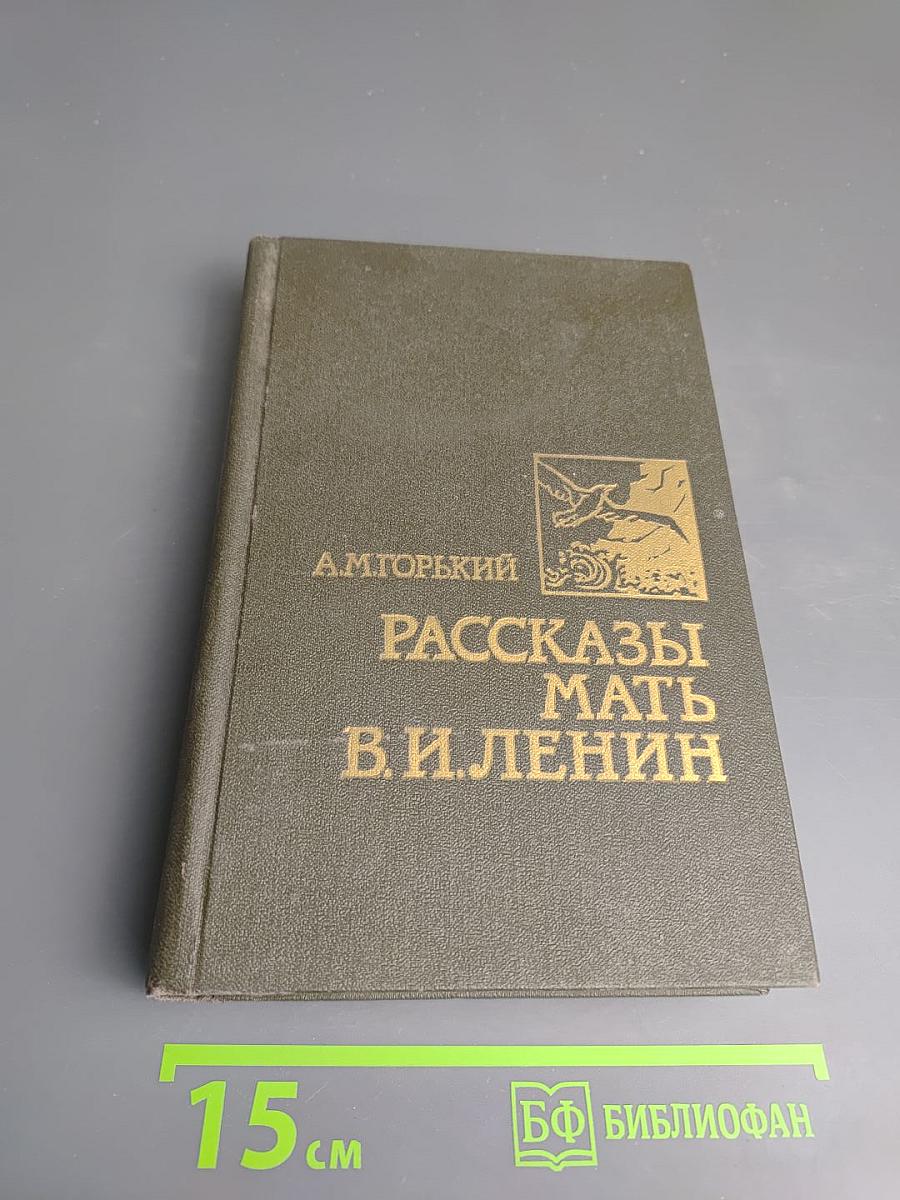 А.М.ГОРЬКИЙ
РАССКАЗЫ
МАТЬ
В.И.ЛЕНИН
15 см
БФ БИБЛИОФАН